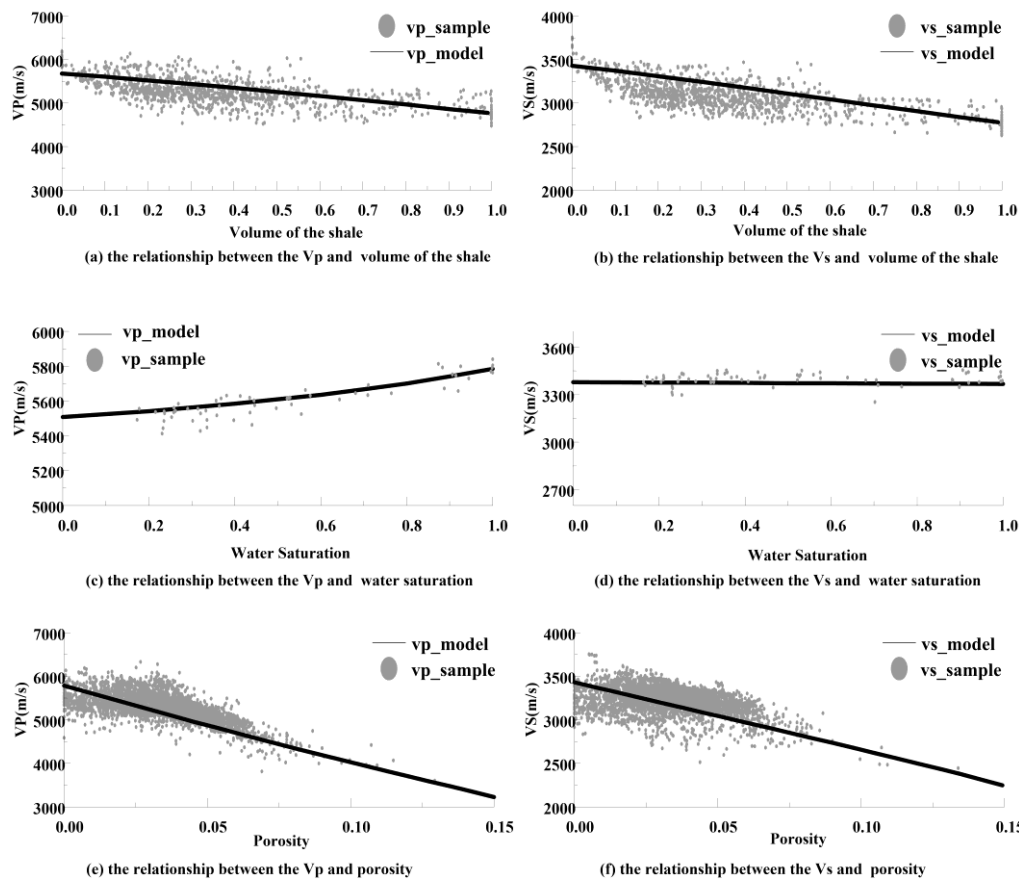 7000
6000
5000
4000
3000
VP(m/s)
vp_sample
vp_model
0.0 0.1 0.2 0.3 0.4 0.5 0.6 0.7 0.8 0.9 1.0
Volume of the shale
(a) the relationship between the Vp and volume of the shale
4000
3500
3000
2500
2000
VS(m/s)
vs_sample
vs_model
0.0 0.1 0.2 0.3 0.4 0.5 0.6 0.7 0.8 0.9 1.0
Volume of the shale
(b) the relationship between the Vs and volume of the shale
6000
5800
5600
5400
5200
5000
VP(m/s)
vp_model
vp_sample
0.0 0.2 0.4 0.6 0.8 1.0
Water Saturation
(c) the relationship between the Vp and water saturation
3600
3300
3000
2700
VS(m/s)
vs_model
vs_sample
0.0 0.2 0.4 0.6 0.8 1.0
Water Saturation
(d) the relationship between the Vs and water saturation
7000
6000
5000
4000
3000
VP(m/s)
vp_model
vp_sample
0.00 0.05 0.10 0.15
Porosity
(e) the relationship between the Vp and porosity
4000
3500
3000
2500
2000
VS(m/s)
vs_model
vs_sample
0.00 0.05 0.10 0.15
Porosity
(f) the relationship between the Vs and porosity